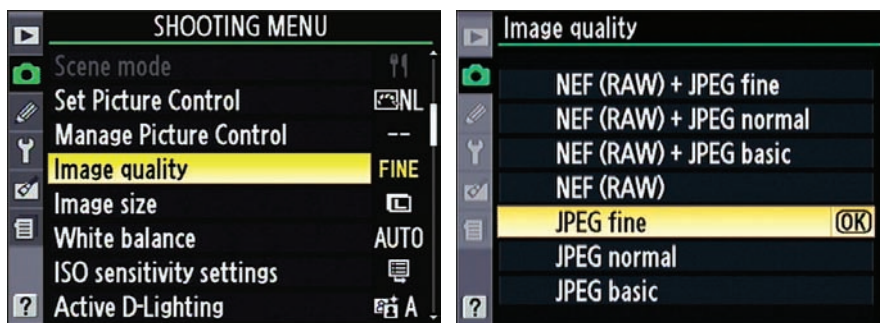 SHOOTING MENU
Scene mode
Set Picture Control NL
Manage Picture Control --
Image quality FINE
Image size L
White balance AUTO
ISO sensitivity settings
Active D-Lighting A
?
Image quality
NEF (RAW) + JPEG fine
NEF (RAW) + JPEG normal
NEF (RAW) + JPEG basic
NEF (RAW)
JPEG fine OK
JPEG normal
JPEG basic
?